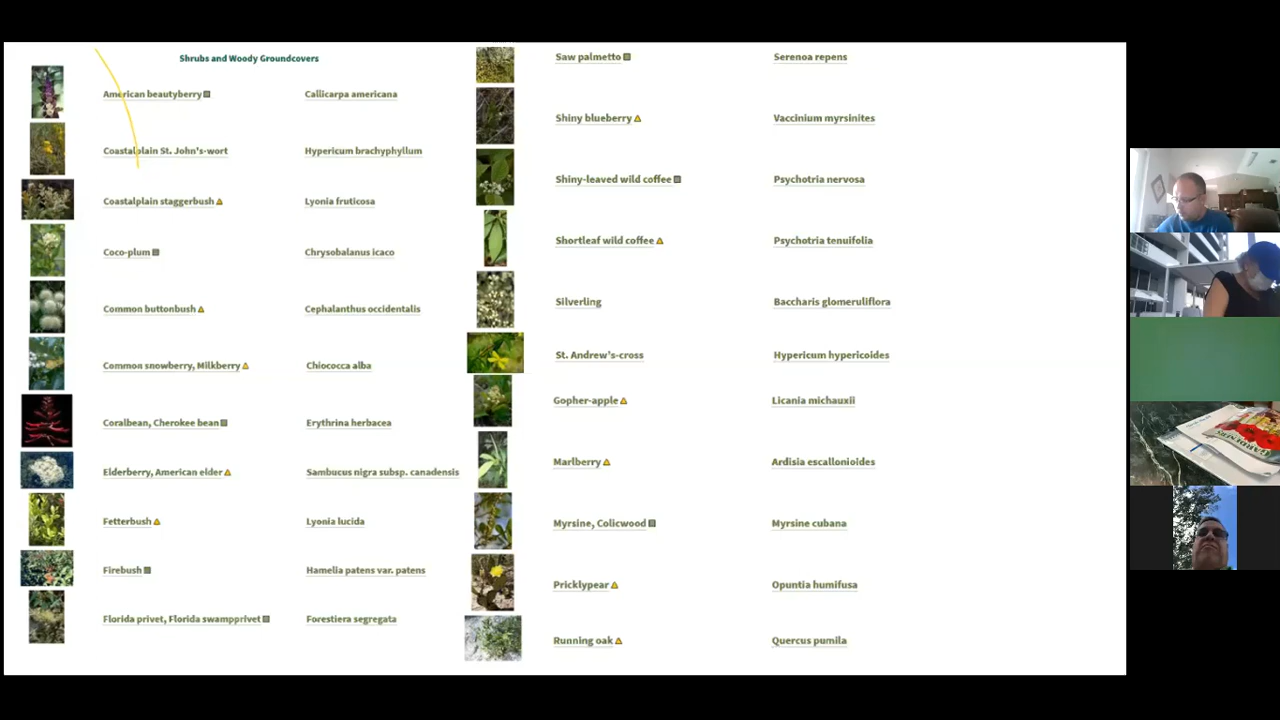 Shrubs and Woody Groundcovers
American beautyberry Callicarpa americana
Coastalplain St. John's-wort Hypericum brachyphyllum
Coastalplain staggerbush Lyonia fruticosa
Coco-plum Chrysobalanus icaco
Common buttonbush Cephalanthus occidentalis
Common snowberry, Milkberry Chiococca alba
Coralbean, Cherokee bean Erythrina herbacea
Elderberry, American elder Sambucus nigra subsp. canadensis
Fetterbush Lyonia lucida
Firebush Hamelia patens var. patens
Florida privet, Florida swampprivet Forestiera segregata
Saw palmetto Serenoa repens
Shiny blueberry Vaccinium myrsinites
Shiny-leaved wild coffee Psychotria nervosa
Shortleaf wild coffee Psychotria tenuifolia
Silverling Baccharis glomeruliflora
St. Andrew's-cross Hypericum hypericoides
Gopher-apple Licania michauxii
Marlberry Ardisia escallonioides
Myrsine, Colicwood Myrsine cubana
Pricklypear Opuntia humifusa
Running oak Quercus pumila